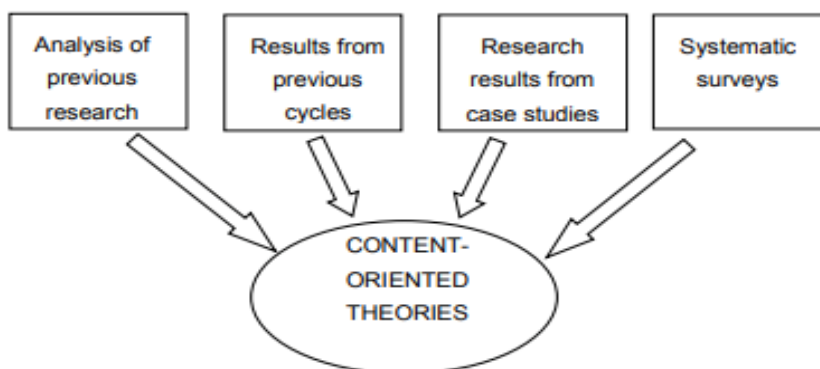 Analysis of
previous
research
Results from
previous
cycles
Research
results from
case studies
Systematic
surveys
CONTENT-
ORIENTED
THEORIES